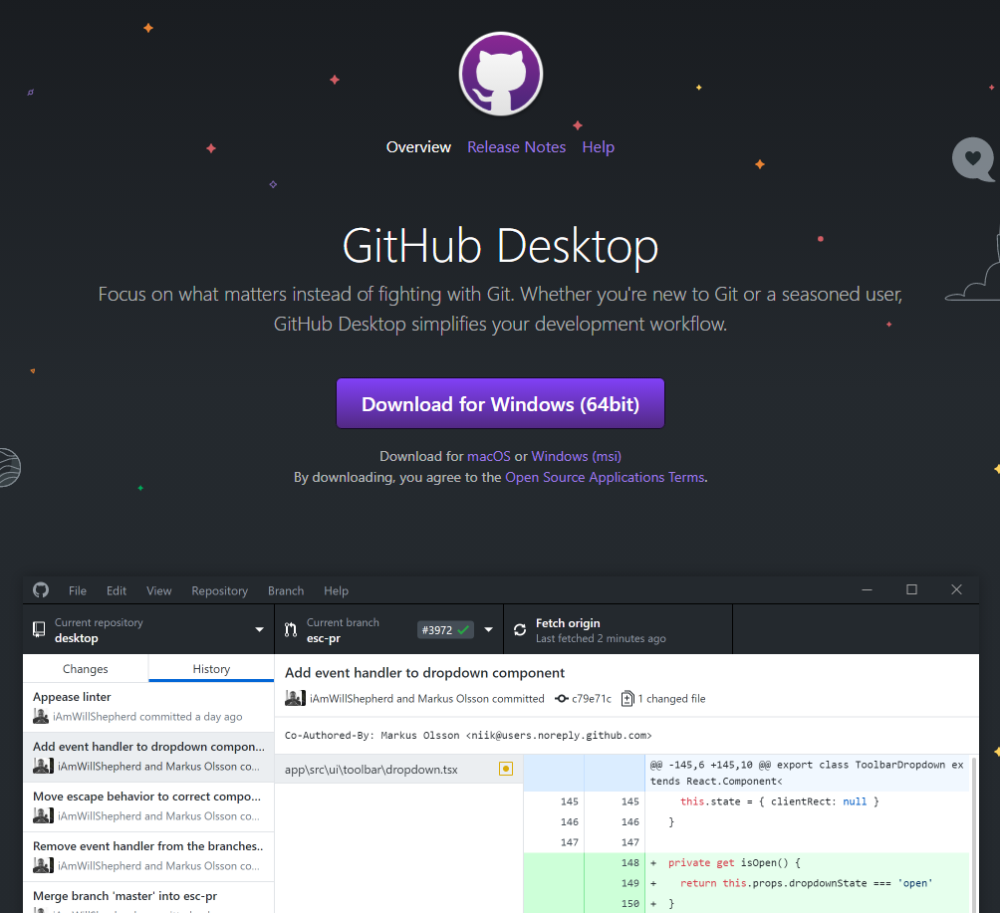 Overview Release Notes Help
GitHub Desktop
Focus on what matters instead of fighting with Git. Whether you're new to Git or a seasoned user,
GitHub Desktop simplifies your development workflow.
Download for Windows (64bit)
Download for macOS or Windows (msi)
By downloading, you agree to the Open Source Applications Terms.
File Edit View Repository Branch Help
Current repository
desktop
Current branch
esc-pr
#3972
Fetch origin
Last fetched 2 minutes ago
Changes
History
Appease linter
iAmWillShepherd committed a day ago
Add event handler to dropdown compon...
iAmWillShepherd and Markus Olsson co...
Move escape behavior to correct compo...
iAmWillShepherd and Markus Olsson co...
Remove event handler from the branches..
iAmWillShepherd and Markus Olsson co...
Merge branch 'master' into esc-pr
Add event handler to dropdown component
iAmWillShepherd and Markus Olsson committed c79e71c 1 changed file
Co-Authored-By: Markus Olsson <niik@users.noreply.github.com>
app\src\ui\toolbar\dropdown.tsx
@@ -145,6 +145,10 @@ export class ToolbarDropdown ex
tends React.Component<
145 145 this.state = { clientRect: null }
146 146 }
147 147
148 + private get isOpen() {
149 + return this.props.dropdownState === 'open'
150 + }